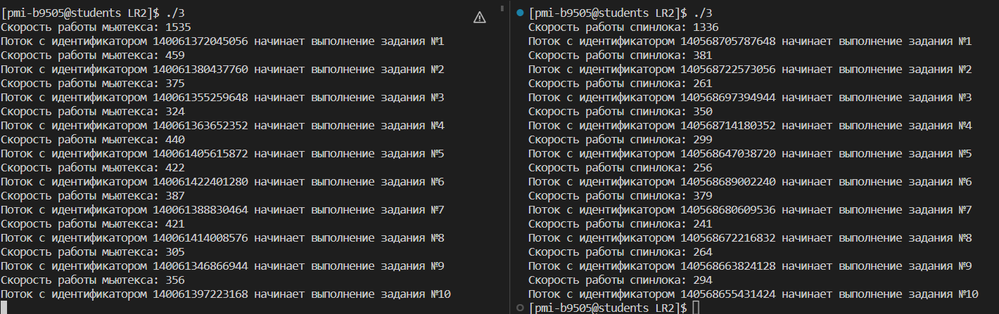 [pmi-b9505@students LR2]$ ./3
Скорость работы мьютекса: 1535
Поток с идентификатором 140061372045056 начинает выполнение задания №1
Скорость работы мьютекса: 459
Поток с идентификатором 140061380437760 начинает выполнение задания №2
Скорость работы мьютекса: 375
Поток с идентификатором 140061355259648 начинает выполнение задания №3
Скорость работы мьютекса: 324
Поток с идентификатором 140061363652352 начинает выполнение задания №4
Скорость работы мьютекса: 440
Поток с идентификатором 140061405615872 начинает выполнение задания №5
Скорость работы мьютекса: 422
Поток с идентификатором 140061422401280 начинает выполнение задания №6
Скорость работы мьютекса: 387
Поток с идентификатором 140061388830464 начинает выполнение задания №7
Скорость работы мьютекса: 421
Поток с идентификатором 140061414008576 начинает выполнение задания №8
Скорость работы мьютекса: 305
Поток с идентификатором 140061346866944 начинает выполнение задания №9
Скорость работы мьютекса: 356
Поток с идентификатором 140061397223168 начинает выполнение задания №10
[pmi-b9505@students LR2]$ ./3
Скорость работы спинлока: 1336
Поток с идентификатором 140568705787648 начинает выполнение задания №1
Скорость работы спинлока: 381
Поток с идентификатором 140568722573056 начинает выполнение задания №2
Скорость работы спинлока: 261
Поток с идентификатором 140568697394944 начинает выполнение задания №3
Скорость работы спинлока: 350
Поток с идентификатором 140568714180352 начинает выполнение задания №4
Скорость работы спинлока: 299
Поток с идентификатором 140568647038720 начинает выполнение задания №5
Скорость работы спинлока: 256
Поток с идентификатором 140568689002240 начинает выполнение задания №6
Скорость работы спинлока: 379
Поток с идентификатором 140568680609536 начинает выполнение задания №7
Скорость работы спинлока: 241
Поток с идентификатором 140568672216832 начинает выполнение задания №8
Скорость работы спинлока: 264
Поток с идентификатором 140568663824128 начинает выполнение задания №9
Скорость работы спинлока: 294
Поток с идентификатором 140568655431424 начинает выполнение задания №10
[pmi-b9505@students LR2]$